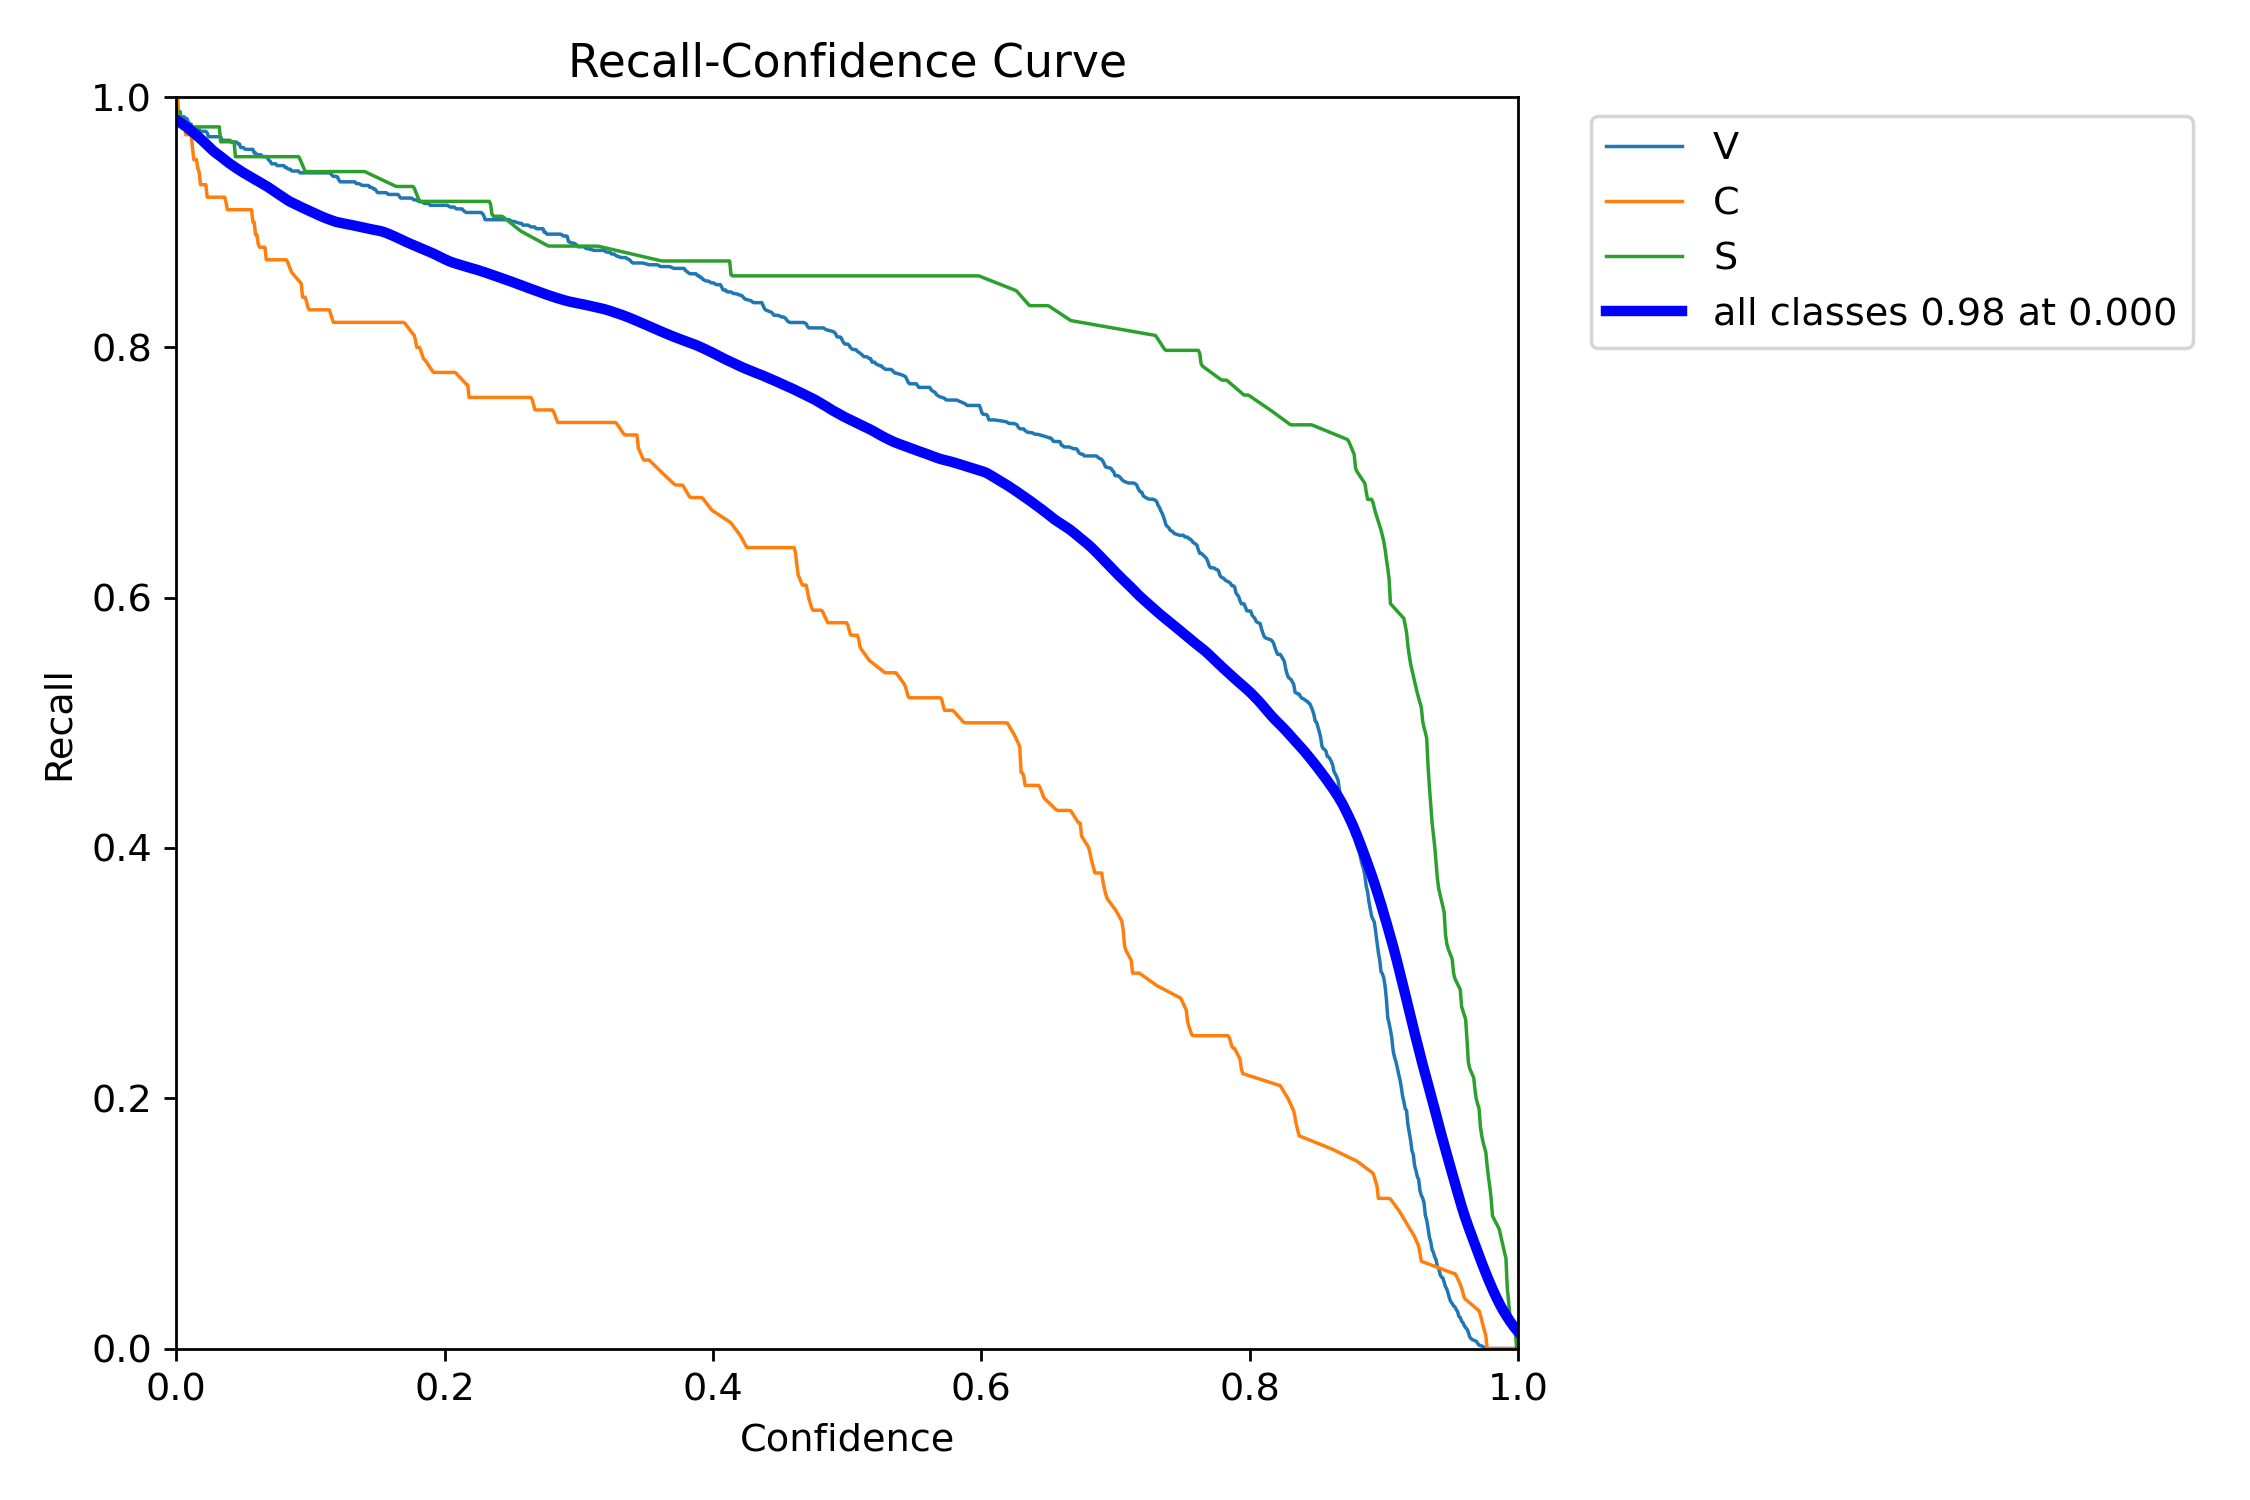 Recall-Confidence Curve
1.0
0.8
0.6
0.4
0.2
0.0
Recall
0.0 0.2 0.4 0.6 0.8 1.0
Confidence
V
C
S
all classes 0.98 at 0.000